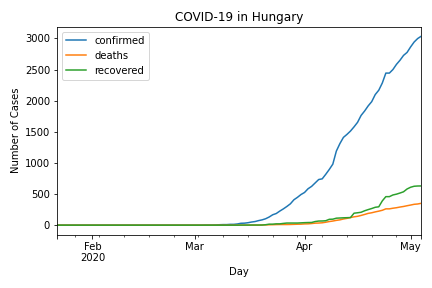 COVID-19 in Hungary
confirmed
deaths
recovered
Number of Cases
3000
2500
2000
1500
1000
500
0
Feb Mar Apr May
2020
Day